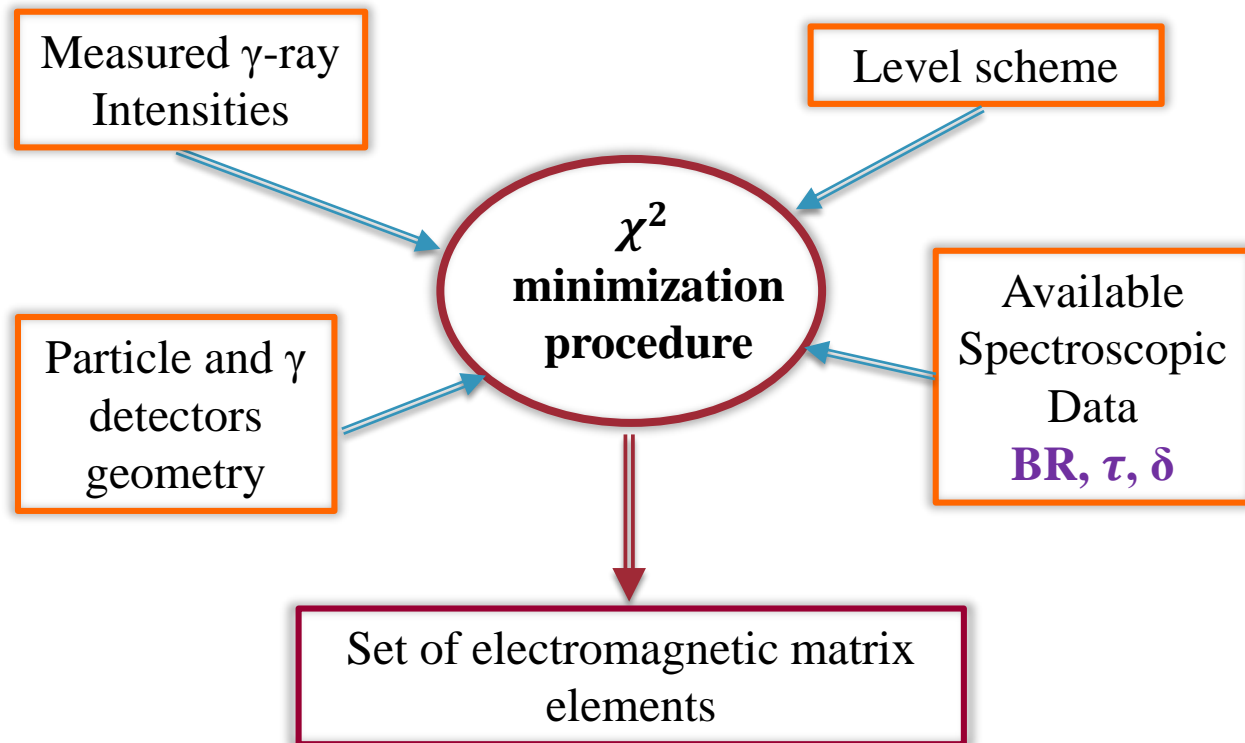 Measured γ-ray
Intensities
Level scheme
χ²
minimization
procedure
Particle and γ
detectors
geometry
Available
Spectroscopic
Data
BR, τ, δ
Set of electromagnetic matrix
elements